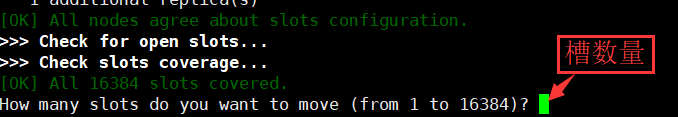 1 additional replica(s)
[OK] All nodes agree about slots configuration.
>>> Check for open slots...
>>> Check slots coverage...
[OK] All 16384 slots covered.
How many slots do you want to move (from 1 to 16384)?
槽数量